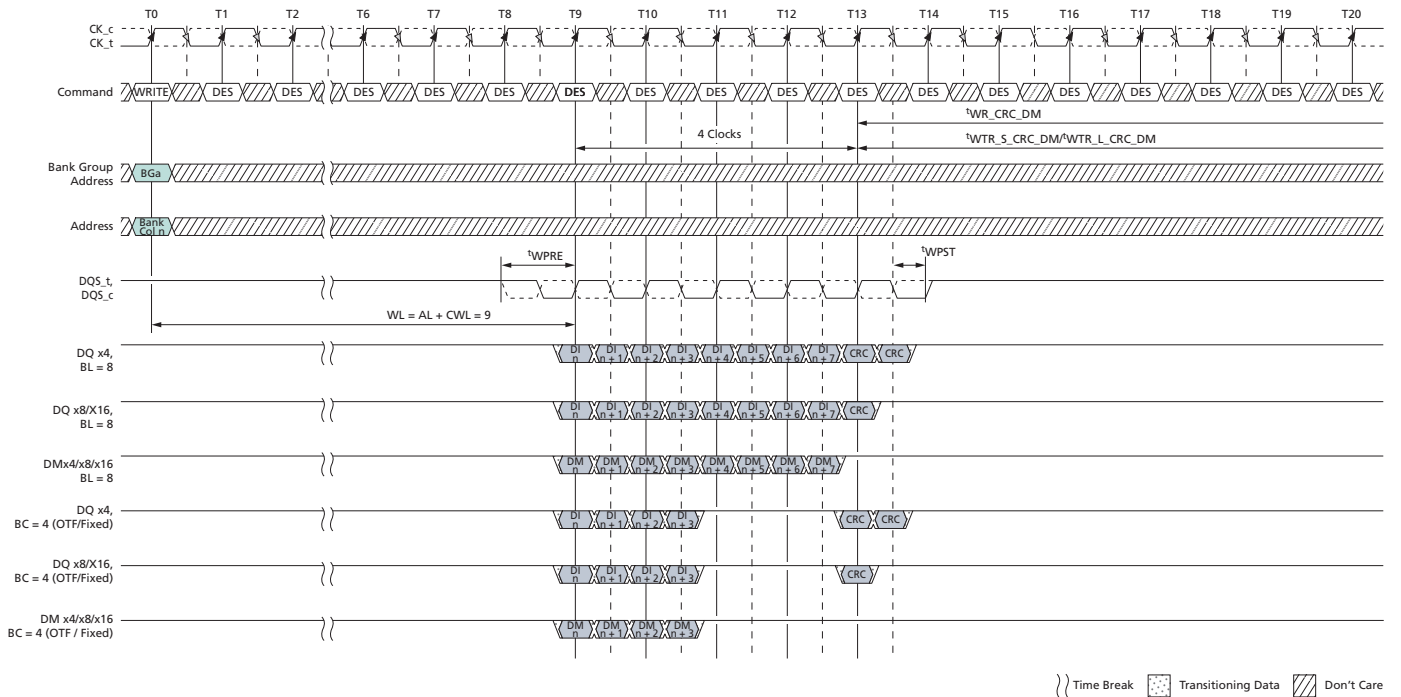 T0 T1 T2 T6 T7 T8 T9 T10 T11 T12 T13 T14 T15 T16 T17 T18 T19 T20
CK_c
CK_t
Command WRITE DES DES DES DES DES DES DES DES DES DES DES DES DES DES DES DES DES
tWR_CRC_DM
4 Clocks
tWTR_S_CRC_DM/tWTR_L_CRC_DM
Bank Group
Address
BGa
Address
Bank
Col n
tWPRE
tWPST
DQS_t,
DQS_c
WL = AL + CWL = 9
DQ x4,
BL = 8
DI DI DI DI DI DI DI DI CRC CRC
n n + 1 n + 2 n + 3 n + 4 n + 5 n + 6 n + 7
DQ x8/X16,
BL = 8
DI DI DI DI DI DI DI DI CRC
n n + 1 n + 2 n + 3 n + 4 n + 5 n + 6 n + 7
DMx4/x8/x16
BL = 8
DM DM DM DM DM DM DM DM
n n + 1 n + 2 n + 3 n + 4 n + 5 n + 6 n + 7
DQ x4,
BC = 4 (OTF/Fixed)
DI DI DI DI CRC CRC
n n + 1 n + 2 n + 3
DQ x8/X16,
BC = 4 (OTF/Fixed)
DI DI DI DI CRC
n n + 1 n + 2 n + 3
DM x4/x8/x16
BC = 4 (OTF / Fixed)
DM DM DM DM
n n + 1 n + 2 n + 3
Time Break Transitioning Data Don't Care